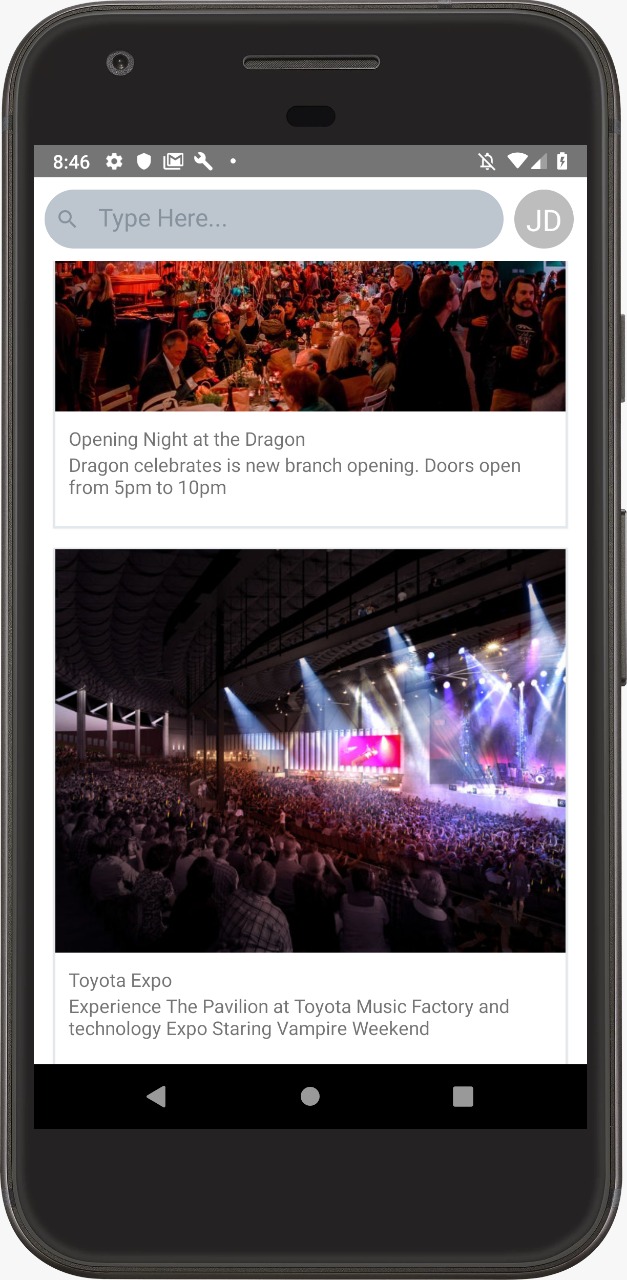 8:46
Type Here...
JD
Opening Night at the Dragon
Dragon celebrates is new branch opening. Doors open
from 5pm to 10pm
Toyota Expo
Experience The Pavilion at Toyota Music Factory and
technology Expo Staring Vampire Weekend